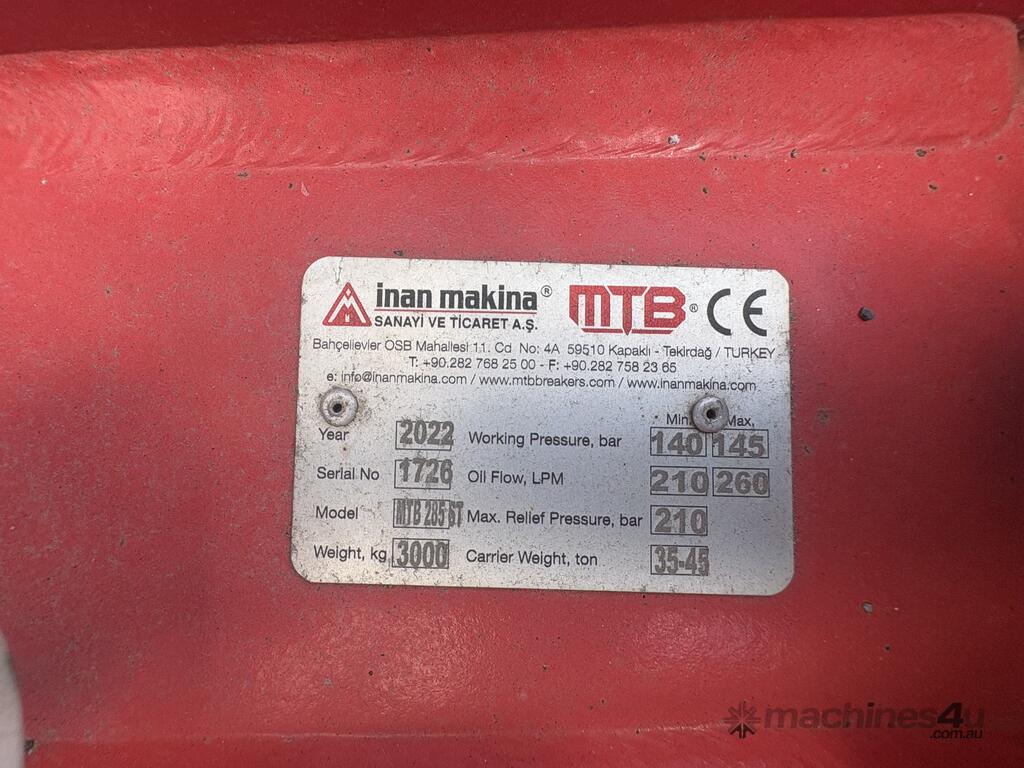 inan makina®
SANAYİ VE TİCARET A.Ş.
MTB® CE
Bahçelievler OSB Mahallesi 11. Cd No: 4A 59510 Kapaklı - Tekirdağ / TURKEY
T: +90.282 768 25 00 - F: +90.282 758 23 65
e: info@inanmakina.com / www.mtbbreakers.com / www.inanmakina.com
Min. Max.
Year 2022 Working Pressure, bar 140 145
Serial No 1726 Oil Flow, LPM 210 260
Model MTB 285 Max. Relief Pressure, bar 210
Weight, kg 3000 Carrier Weight, ton 35-45
machines4u
.com.au